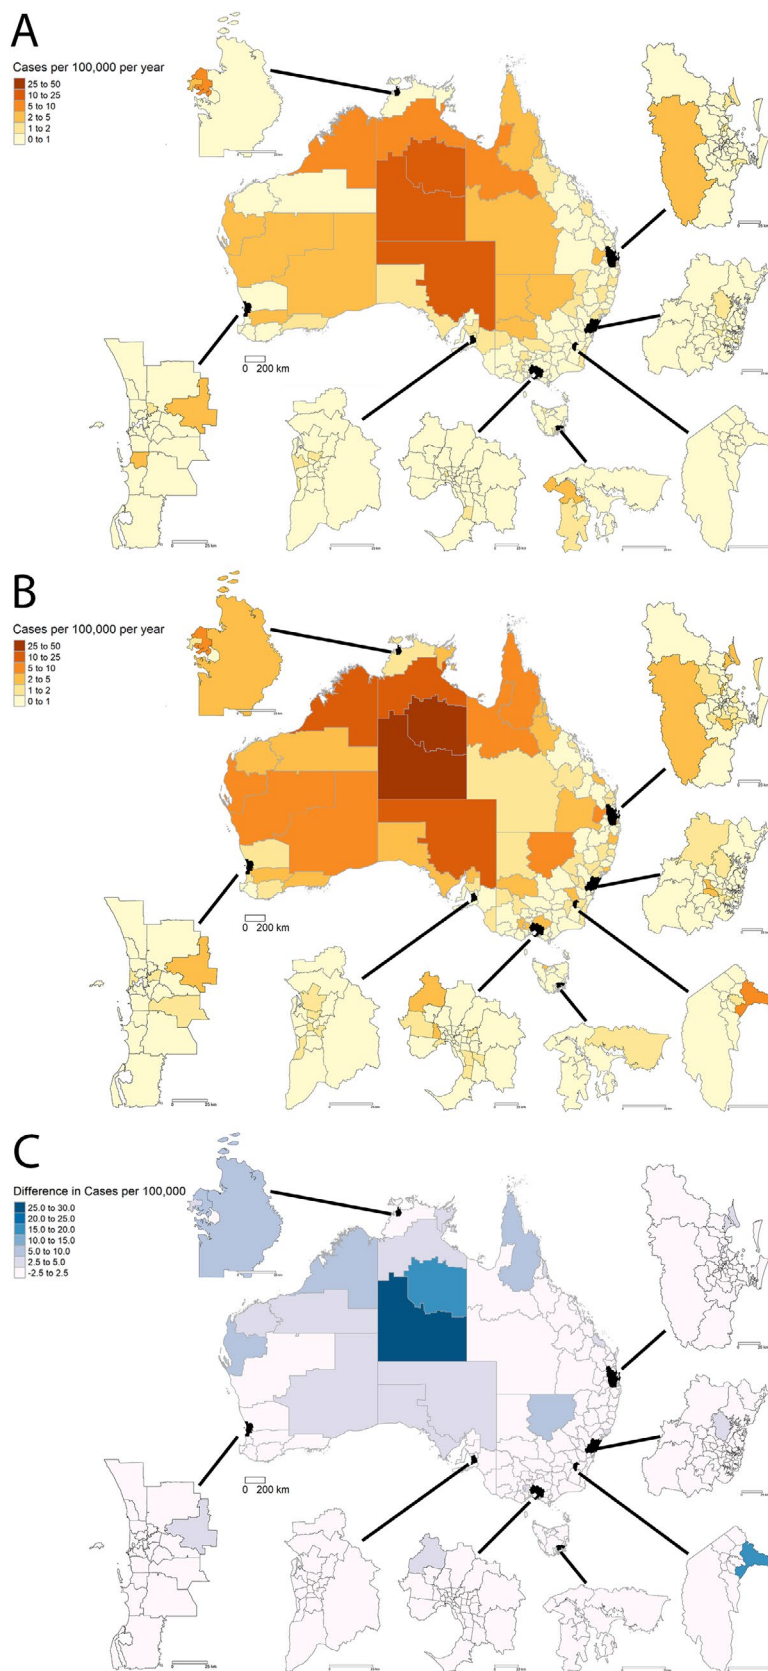 A
Cases per 100,000 per year
25 to 50
10 to 25
5 to 10
2 to 5
1 to 2
0 to 1
0 200 km
B
Cases per 100,000 per year
25 to 50
10 to 25
5 to 10
2 to 5
1 to 2
0 to 1
0 200 km
C
Difference in Cases per 100,000
25.0 to 30.0
20.0 to 25.0
15.0 to 20.0
10.0 to 15.0
5.0 to 10.0
2.5 to 5.0
-2.5 to 2.5
0 200 km